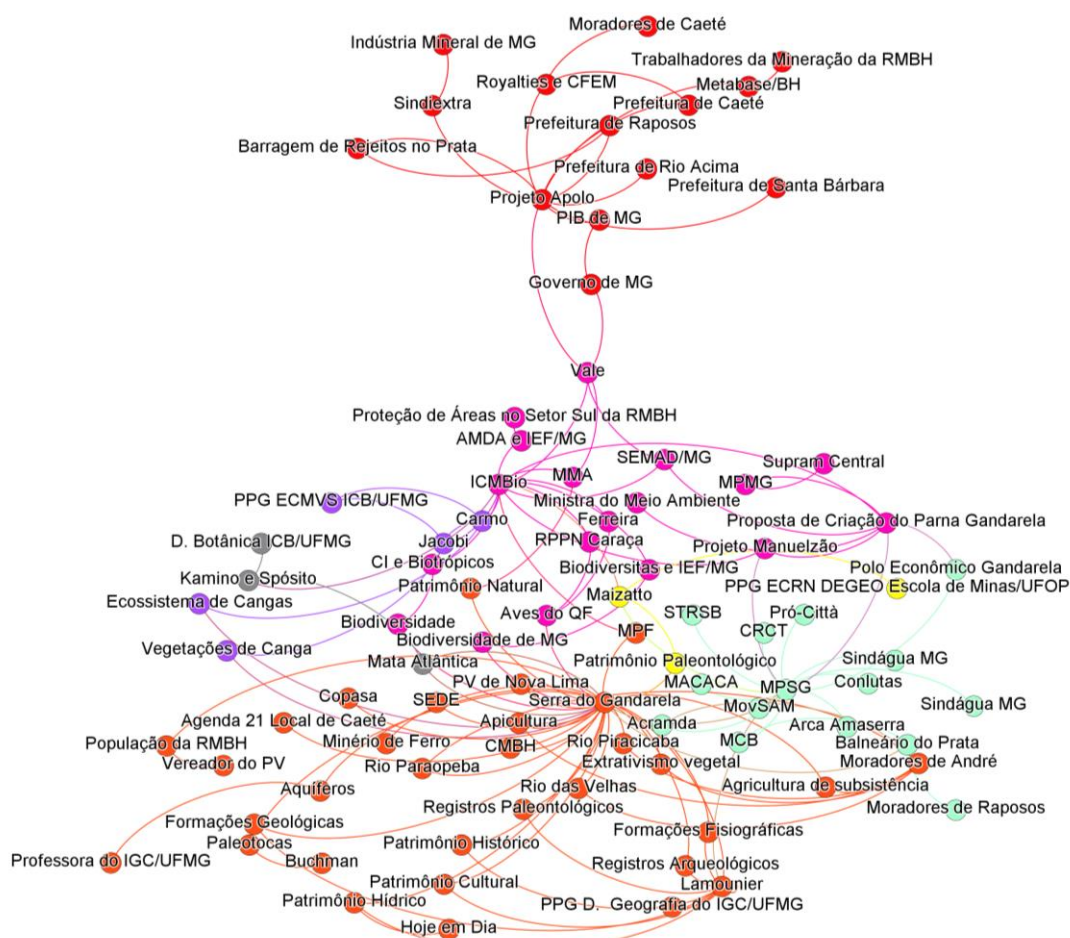 Moradores de Caeté
Indústria Mineral de MG
Trabalhadores da Mineração da RMBH
Royalties e CFEM
Metabase/BH
Sindiextra
Prefeitura de Caeté
Prefeitura de Raposos
Barragem de Rejeitos no Prata
Prefeitura de Rio Acima
Prefeitura de Santa Bárbara
Projeto Apolo
PIB de MG
Governo de MG
Vale
Proteção de Áreas no Setor Sul da RMBH
AMDA e IEF/MG
SEMAD/MG
Supram Central
MMA
ICMBio
MPMG
PPG ECMVS ICB/UFMG
Ministra do Meio Ambiente
Carmo
Ferreira
Proposta de Criação do Parna Gandarela
D. Botânica ICB/UFMG
Jacobi
RPPN Caraça
Projeto Manuelzão
CI e Biotrópicos
Biodiversitas e IEF/MG
Polo Econômico Gandarela
Kamino e Spósito
Patrimônio Natural
Maizatto
PPG ECRN DEGEO Escola de Minas/UFOP
Ecossistema de Cangas
STRSB
Pró-Città
Biodiversidade
Aves do QF
CRCT
Biodiversidade de MG
MPF
Vegetações de Canga
Mata Atlântica
Patrimônio Paleontológico
Sindágua MG
PV de Nova Lima
MACACA
MPSG
Conlutas
Copasa
SEDE
Serra do Gandarela
MovSAM
Sindágua MG
Agenda 21 Local de Caeté
Apicultura
Acramda
Arca Amaserra
População da RMBH
Minério de Ferro
CMBH
Rio Piracicaba
MCB
Balneário do Prata
Vereador do PV
Rio Paraopeba
Extrativismo vegetal
Moradores de André
Aquíferos
Rio das Velhas
Agricultura de subsistência
Registros Paleontológicos
Moradores de Raposos
Formações Geológicas
Formações Fisiográficas
Paleotocas
Patrimônio Histórico
Professora do IGC/UFMG
Buchman
Registros Arqueológicos
Patrimônio Cultural
Lamounier
Patrimônio Hídrico
PPG D. Geografia do IGC/UFMG
Hoje em Dia